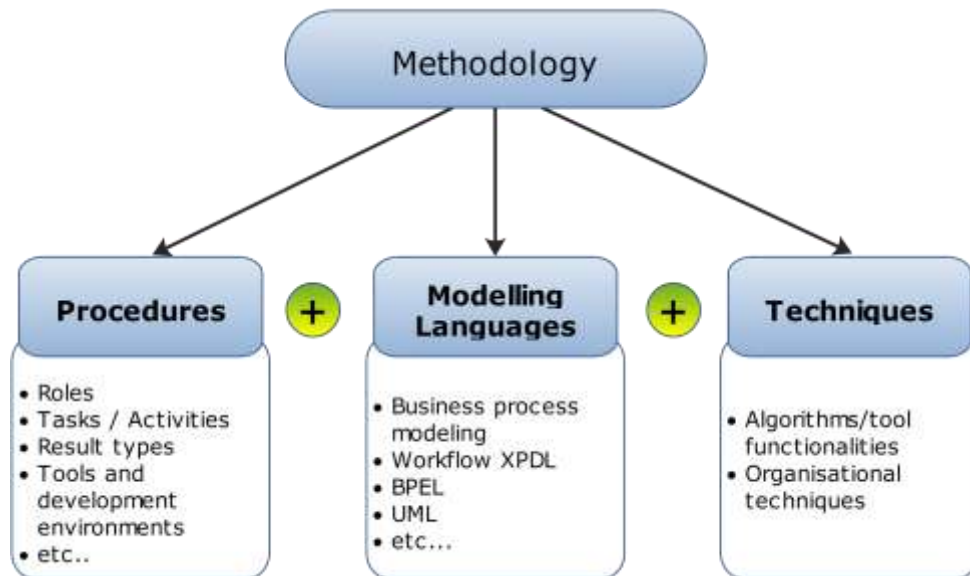 Methodology
Procedures
+
Modelling
Languages
+
Techniques
• Roles
• Tasks / Activities
• Result types
• Tools and
development
environments
• etc..
• Business process
modeling
• Workflow XPDL
• BPEL
• UML
• etc...
• Algorithms/tool
functionalities
• Organisational
techniques